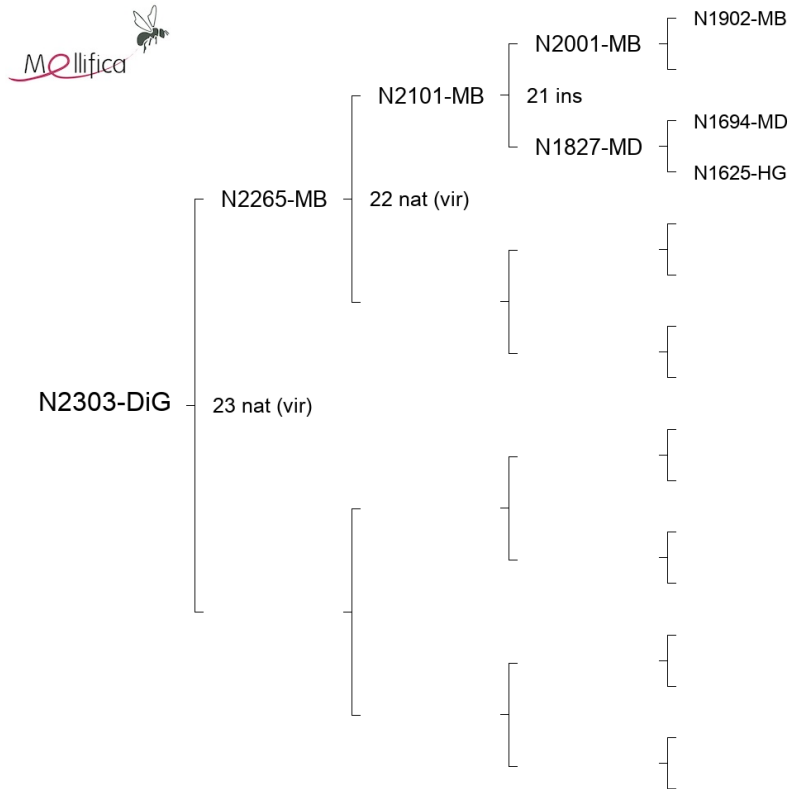 Mellifica
N1902-MB
N2001-MB
N2101-MB
21 ins
N1694-MD
N1827-MD
N1625-HG
N2265-MB
22 nat (vir)
N2303-DiG
23 nat (vir)